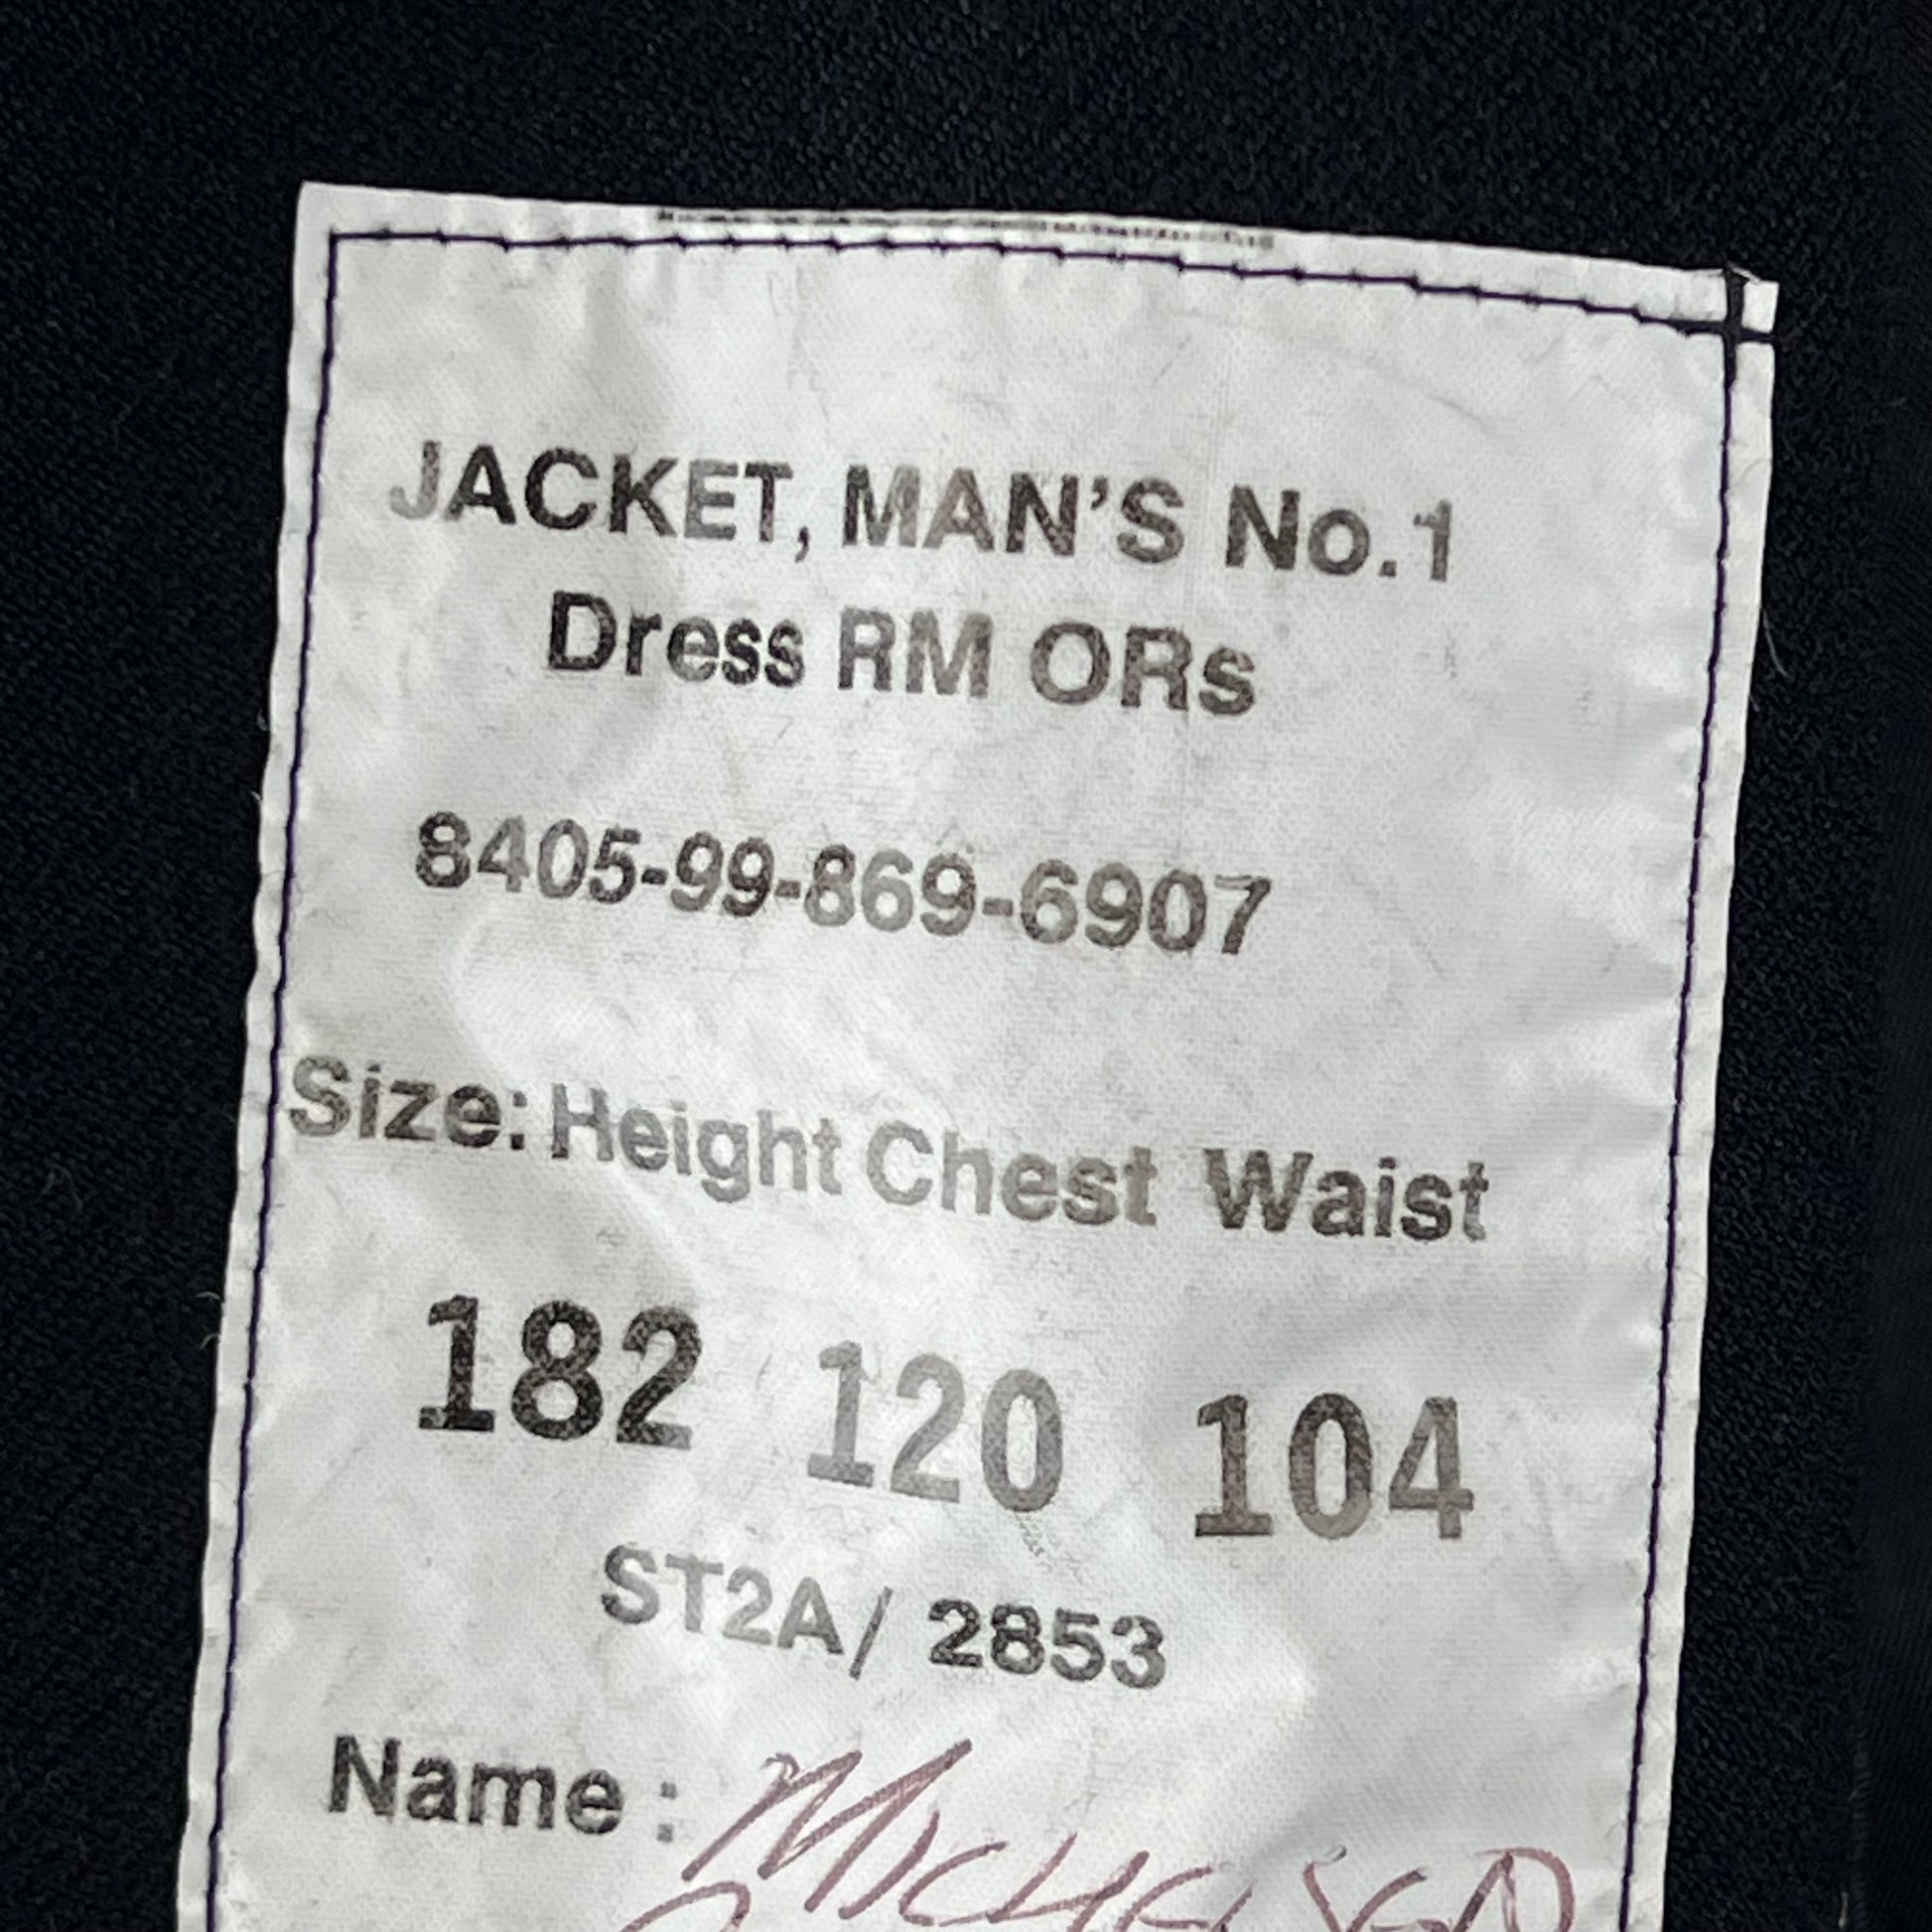 JACKET, MAN'S No.1
Dress RM ORs
8405-99-869-6907
Size: Height Chest Waist
182 120 104
ST2A/ 2853
Name :